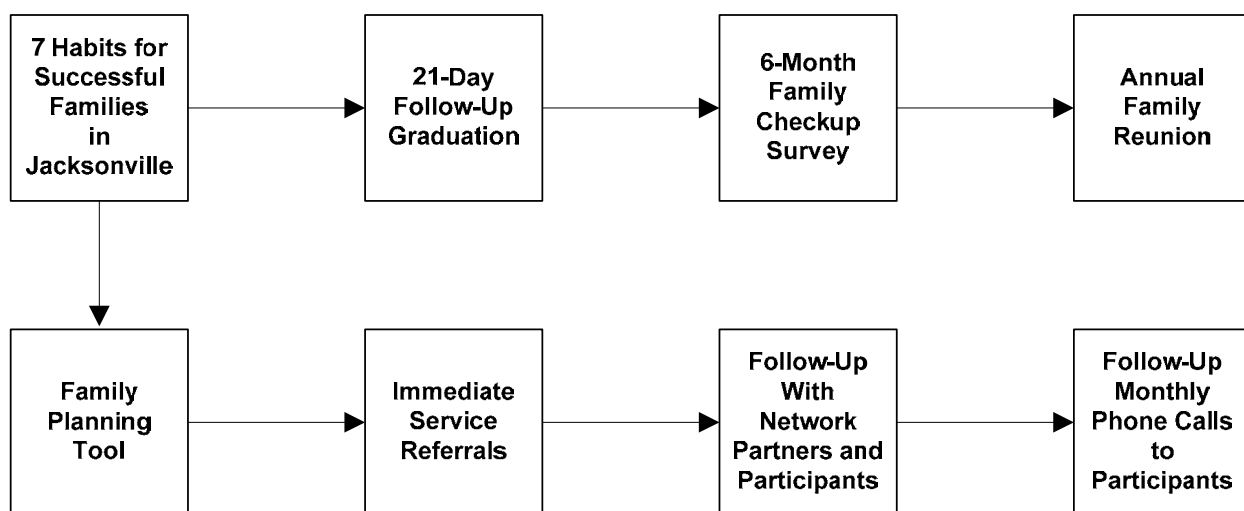 7 Habits for
Successful
Families
in
Jacksonville
21-Day
Follow-Up
Graduation
6-Month
Family
Checkup
Survey
Annual
Family
Reunion
Family
Planning
Tool
Immediate
Service
Referrals
Follow-Up
With
Network
Partners and
Participants
Follow-Up
Monthly
Phone Calls
to
Participants